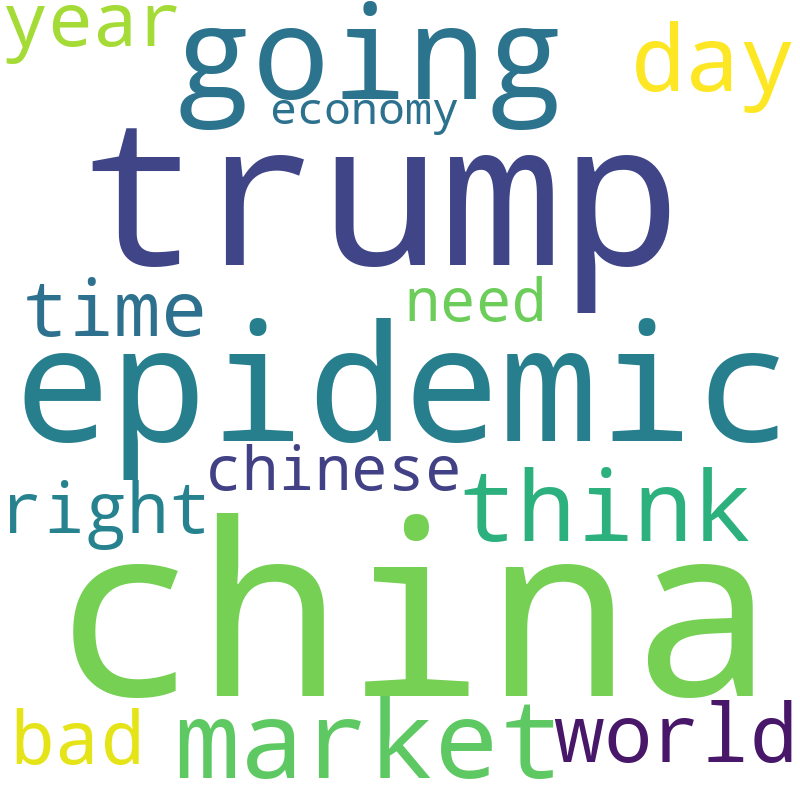 year going day
economy
trump
time need
epidemic
chinese
right think
china
bad market world